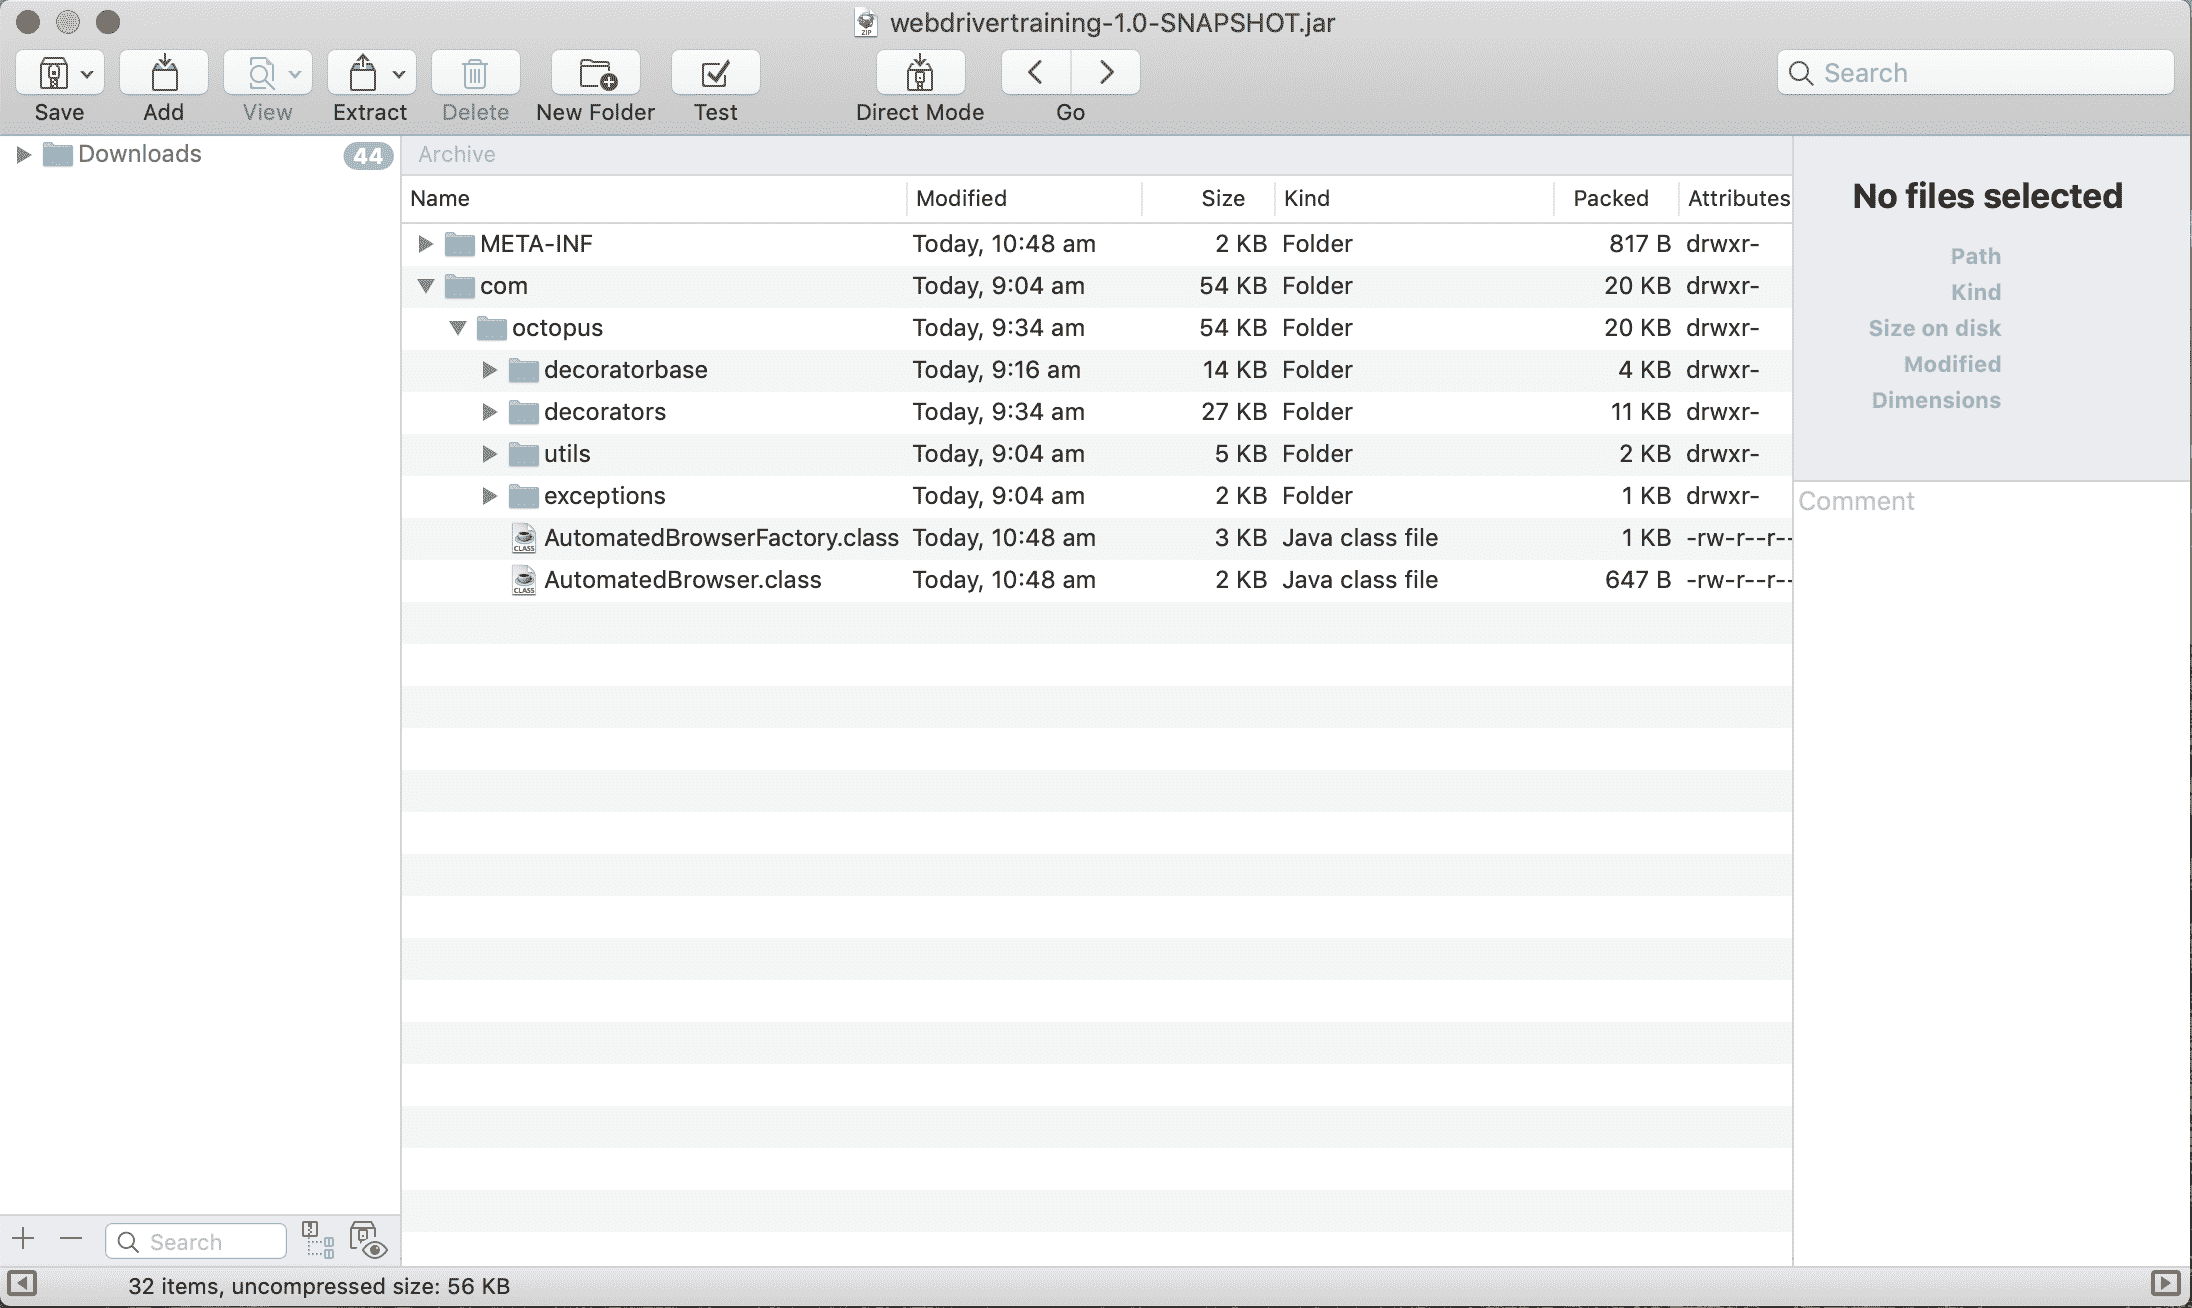 webdrivertraining-1.0-SNAPSHOT.jar
Search
Save Add View Extract Delete New Folder Test Direct Mode Go
Downloads 44
Archive
Name Modified Size Kind Packed Attributes
META-INF Today, 10:48 am 2 KB Folder 817 B drwxr-
com Today, 9:04 am 54 KB Folder 20 KB drwxr-
octopus Today, 9:34 am 54 KB Folder 20 KB drwxr-
decoratorbase Today, 9:16 am 14 KB Folder 4 KB drwxr-
decorators Today, 9:34 am 27 KB Folder 11 KB drwxr-
utils Today, 9:04 am 5 KB Folder 2 KB drwxr-
exceptions Today, 9:04 am 2 KB Folder 1 KB drwxr-
CLASS AutomatedBrowserFactory.class Today, 10:48 am 3 KB Java class file 1 KB -rw-r--r--
CLASS AutomatedBrowser.class Today, 10:48 am 2 KB Java class file 647 B -rw-r--r--
No files selected
Path
Kind
Size on disk
Modified
Dimensions
Comment
Search
32 items, uncompressed size: 56 KB